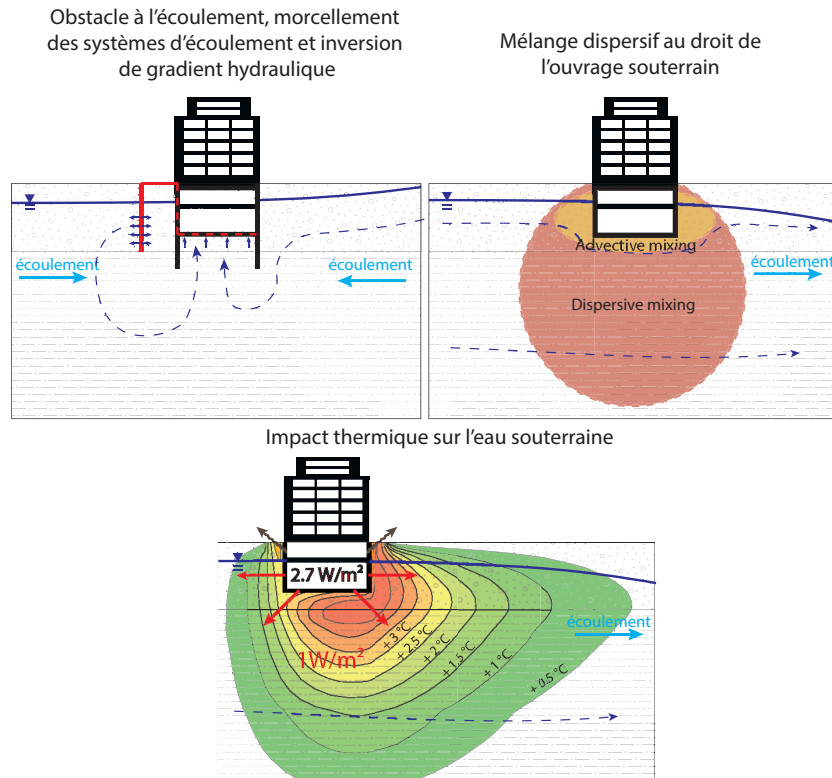 Obstacle à l’écoulement, morcellement
des systèmes d’écoulement et inversion
de gradient hydraulique
Mélange dispersif au droit de
l’ouvrage souterrain
écoulement
écoulement
Advective mixing
écoulement
Dispersive mixing
Impact thermique sur l’eau souterraine
2.7 W/m²
écoulement
1W/m²
+ 3 °C
+ 2.5 °C
+ 2 °C
+ 1.5 °C
+ 1 °C
+ 0.5 °C